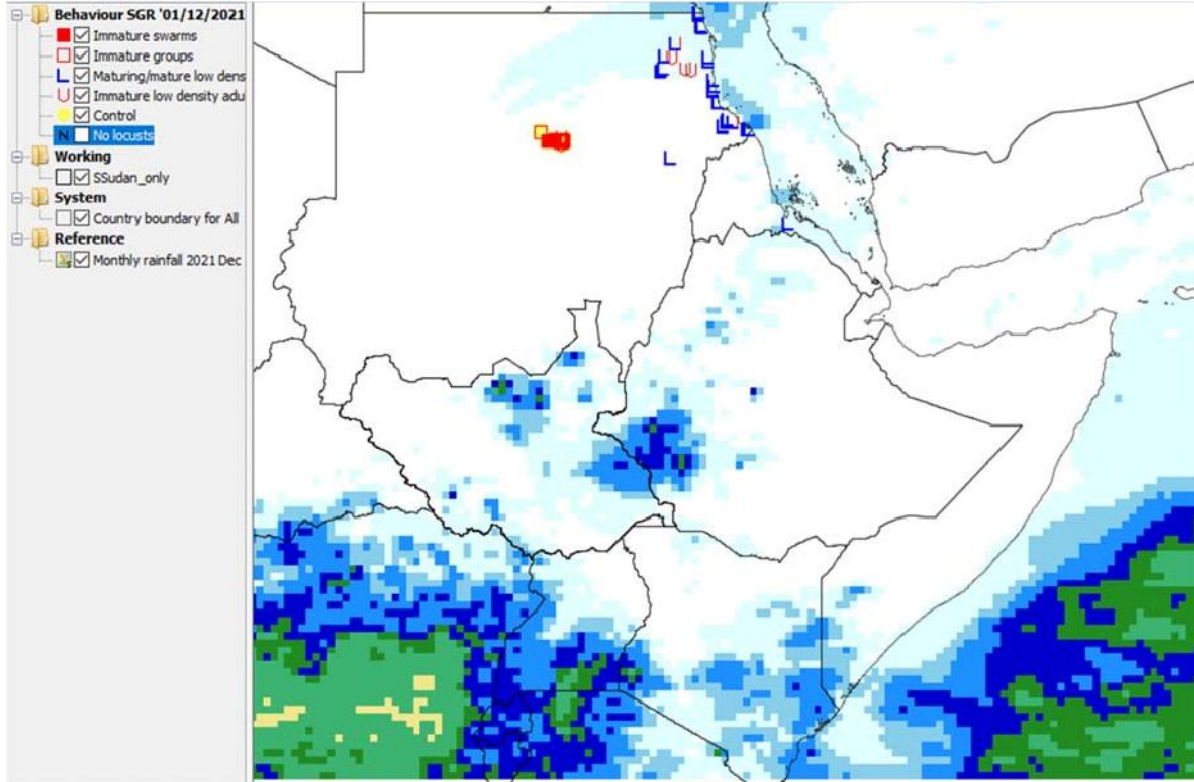 Behaviour SGR '01/12/2021
Immature swarms
Immature groups
Maturing/mature low dens
Immature low density adu
Control
N No locusts
Working
SSudan_only
System
Country boundary for All
Reference
Monthly rainfall 2021 Dec